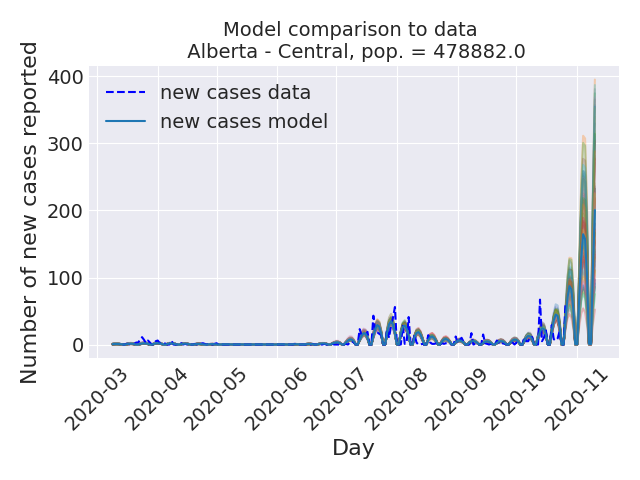 Model comparison to data
Alberta - Central, pop. = 478882.0
Number of new cases reported
400
300
200
100
0
new cases data
new cases model
2020-03
2020-04
2020-05
2020-06
2020-07
2020-08
2020-09
2020-10
2020-11
Day